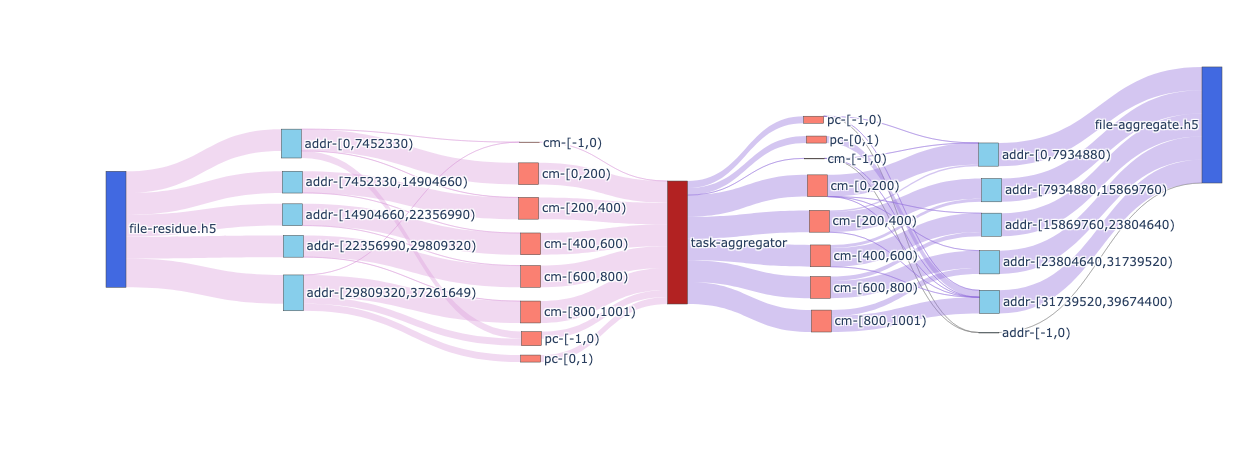 file-residue.h5
addr-[0,7452330)
addr-[7452330,14904660)
addr-[14904660,22356990)
addr-[22356990,29809320)
addr-[29809320,37261649)
cm-[-1,0)
cm-[0,200)
cm-[200,400)
cm-[400,600)
cm-[600,800)
cm-[800,1001)
pc-[-1,0)
pc-[0,1)
task-aggregator
pc-[-1,0)
pc-[0,1)
cm-[-1,0)
cm-[0,200)
cm-[200,400)
cm-[400,600)
cm-[600,800)
cm-[800,1001)
addr-[0,7934880)
addr-[7934880,15869760)
addr-[15869760,23804640)
addr-[23804640,31739520)
addr-[31739520,39674400)
addr-[-1,0)
file-aggregate.h5